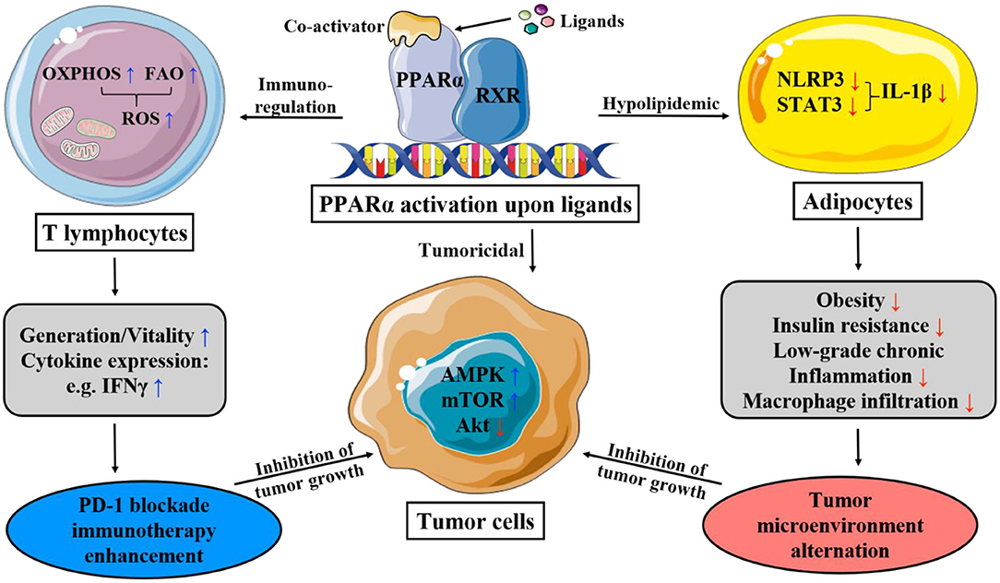 Co-activator
Ligands
PPARα
RXR
OXPHOS ↑ FAO ↑
ROS ↑
Immuno-
regulation
Hypolipidemic
NLRP3 ↓
STAT3 ↓
IL-1β ↓
PPARα activation upon ligands
T lymphocytes
Adipocytes
Tumoricidal
Generation/Vitality ↑
Cytokine expression:
e.g. IFNγ ↑
AMPK ↑
mTOR ↑
Akt ↓
Obesity ↓
Insulin resistance ↓
Low-grade chronic
Inflammation ↓
Macrophage infiltration ↓
Inhibition of
tumor growth
Inhibition of
tumor growth
PD-1 blockade
immunotherapy
enhancement
Tumor cells
Tumor
microenvironment
alternation